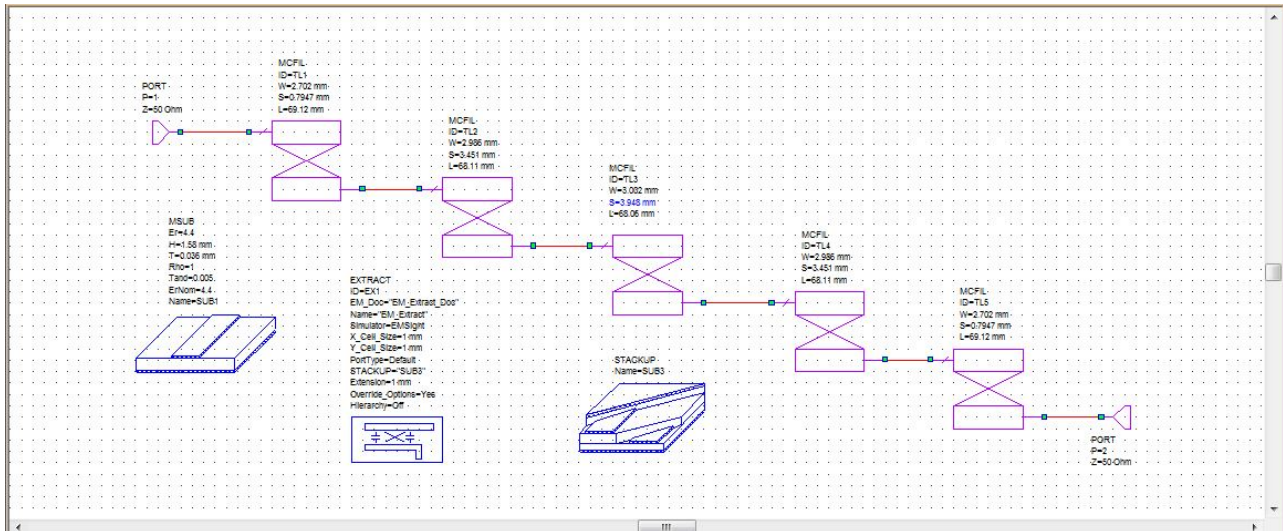 MCFIL
ID=TL1
W=2.702 mm
S=0.7947 mm
L=69.12 mm
PORT
P=1
Z=50 Ohm
MCFIL
ID=TL2
W=2.986 mm
S=3.451 mm
L=68.11 mm
MCFIL
ID=TL3
W=3.082 mm
S=3.948 mm
L=68.06 mm
MCFIL
ID=TL4
W=2.986 mm
S=3.451 mm
L=68.11 mm
MCFIL
ID=TL5
W=2.702 mm
S=0.7947 mm
L=69.12 mm
MSUB
Er=4.4
H=1.58 mm
T=0.036 mm
Rho=1
Tand=0.005
ErNom=4.4
Name=SUB1
EXTRACT
ID=EX1
EM_Doc="EM_Extract_Doc"
Name="EM_Extract"
Simulator=EMSight
X_Cell_Size=1 mm
Y_Cell_Size=1 mm
PortType=Default
STACKUP="SUB3"
Extension=1 mm
Override_Options=Yes
Hierarchy=Off
STACKUP
Name=SUB3
PORT
P=2
Z=50 Ohm